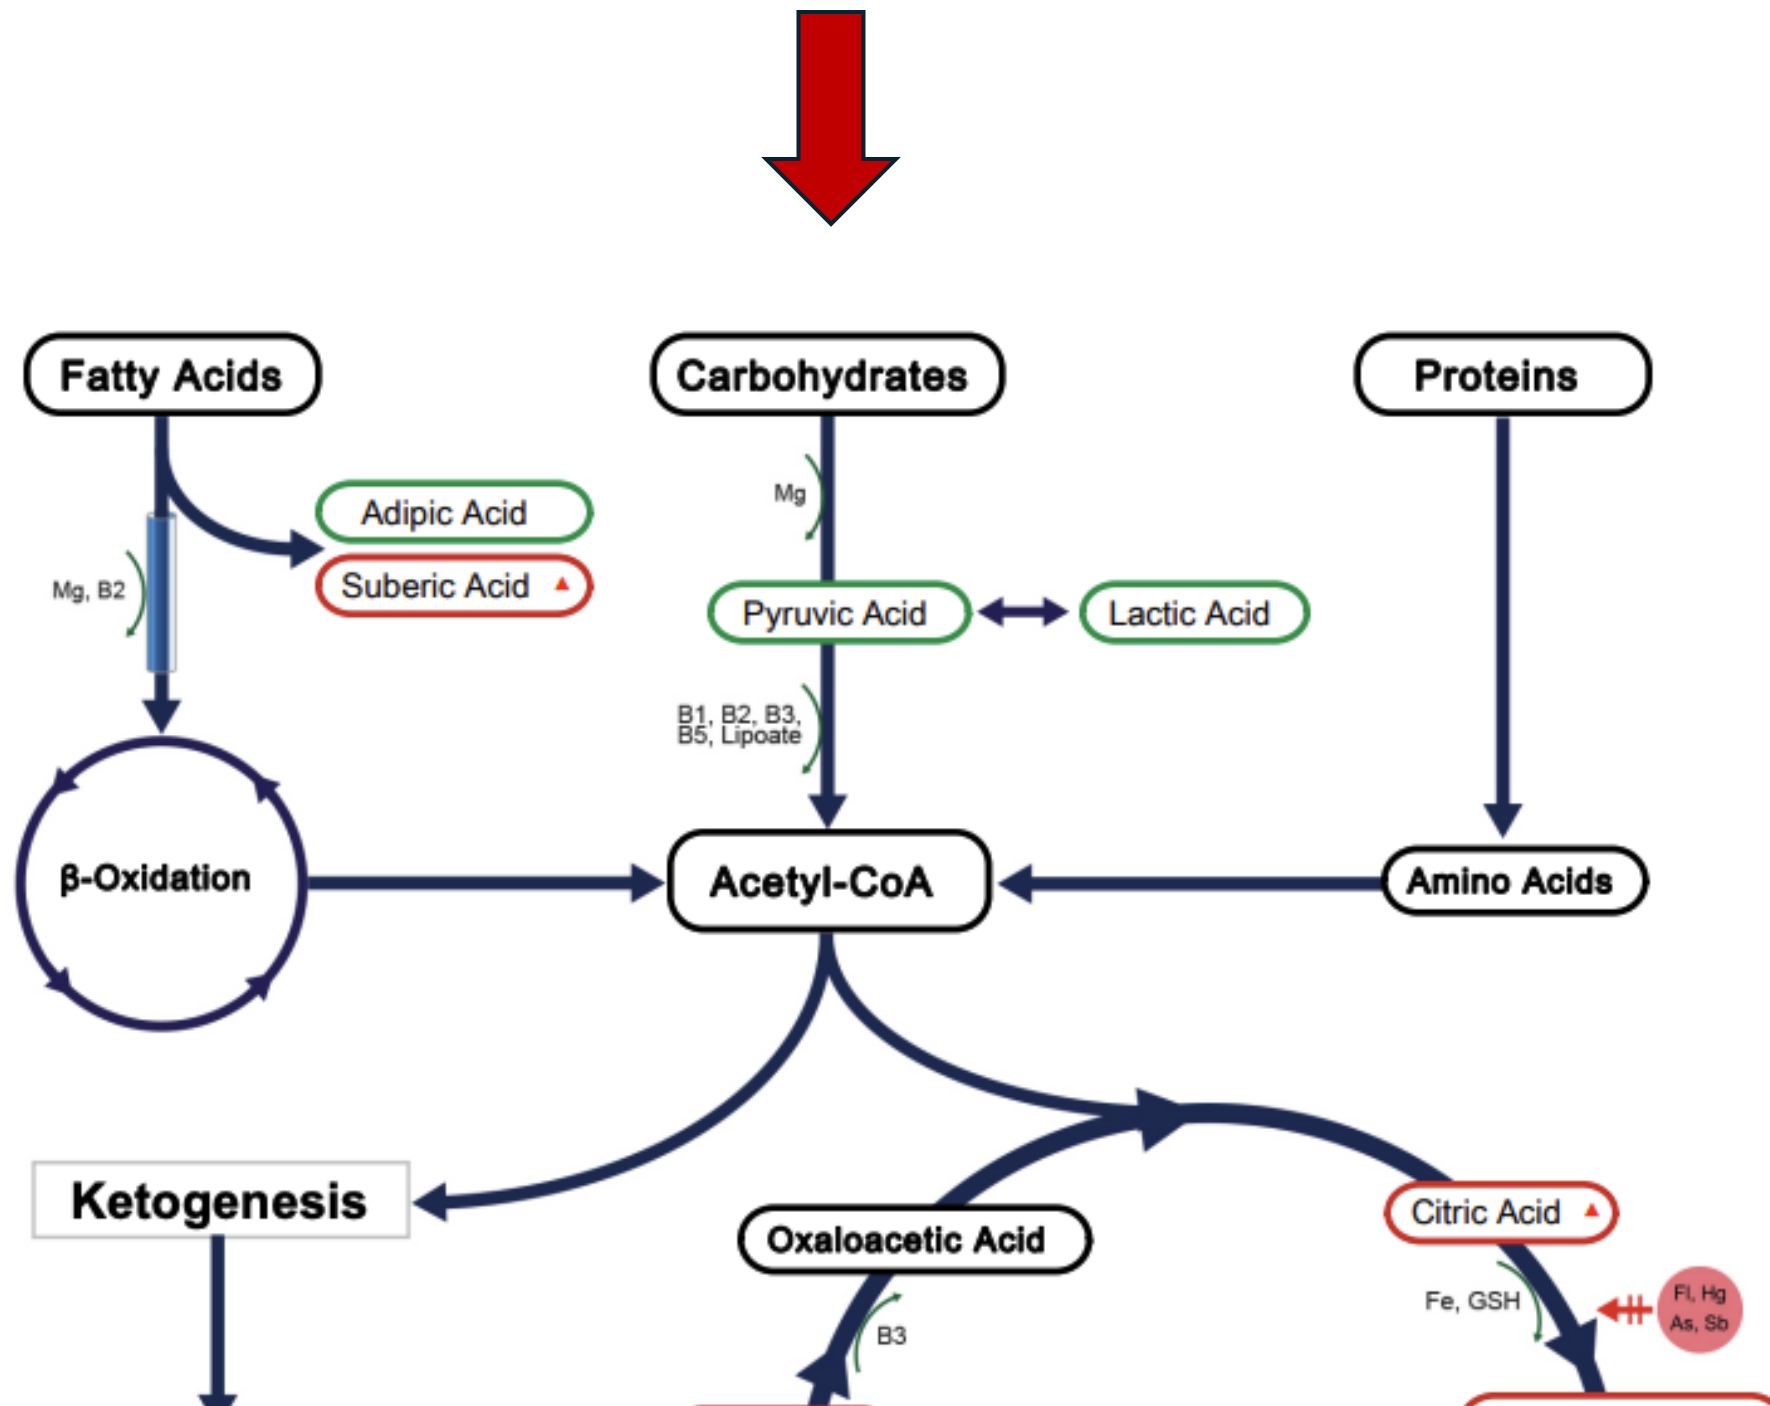 Fatty Acids
Carbohydrates
Proteins
Mg
Adipic Acid
Suberic Acid
Mg, B2
Pyruvic Acid
Lactic Acid
B1, B2, B3,
B5, Lipoate
β-Oxidation
Acetyl-CoA
Amino Acids
Ketogenesis
Oxaloacetic Acid
Citric Acid
Fe, GSH
Fl, Hg
As, Sb
B3